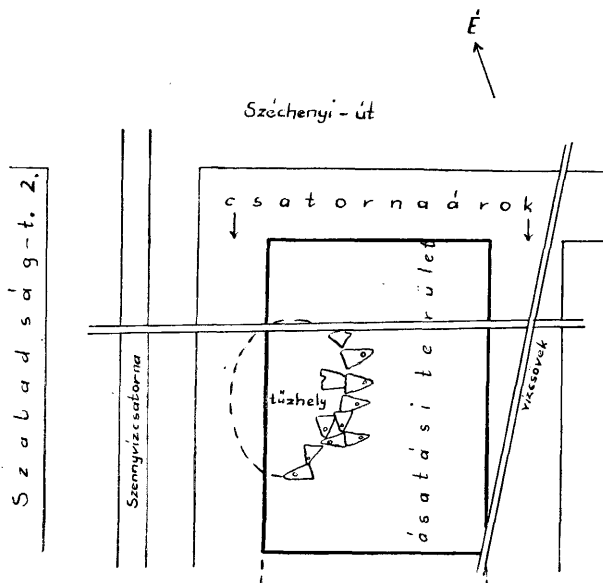 É
Széchenyi - út
csatornaárok
Szabadság-t. 2.
Szennyvízcsatorna
tűzhely
ásatási terület
vízcsövek